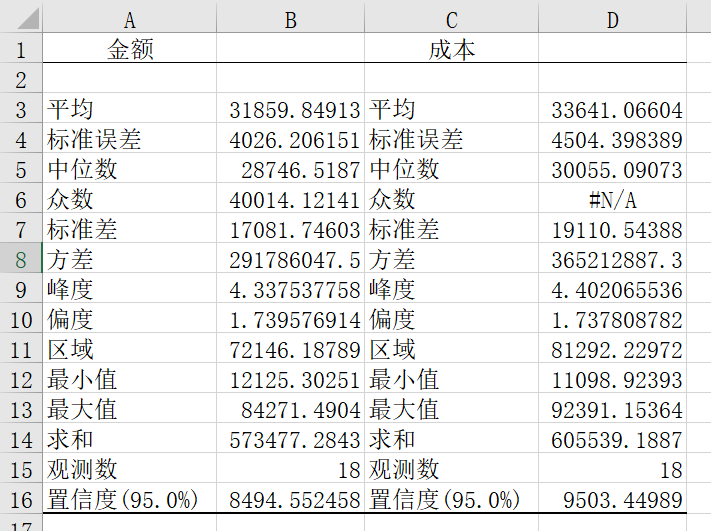 A B C D
1 金额 成本
2
3 平均 31859.84913 平均 33641.06604
4 标准误差 4026.206151 标准误差 4504.398389
5 中位数 28746.5187 中位数 30055.09073
6 众数 40014.12141 众数 #N/A
7 标准差 17081.74603 标准差 19110.54388
8 方差 291786047.5 方差 365212887.3
9 峰度 4.337537758 峰度 4.402065536
10 偏度 1.739576914 偏度 1.737808782
11 区域 72146.18789 区域 81292.22972
12 最小值 12125.30251 最小值 11098.92393
13 最大值 84271.4904 最大值 92391.15364
14 求和 573477.2843 求和 605539.1887
15 观测数 18 观测数 18
16 置信度(95.0%) 8494.552458 置信度(95.0%) 9503.44989
17